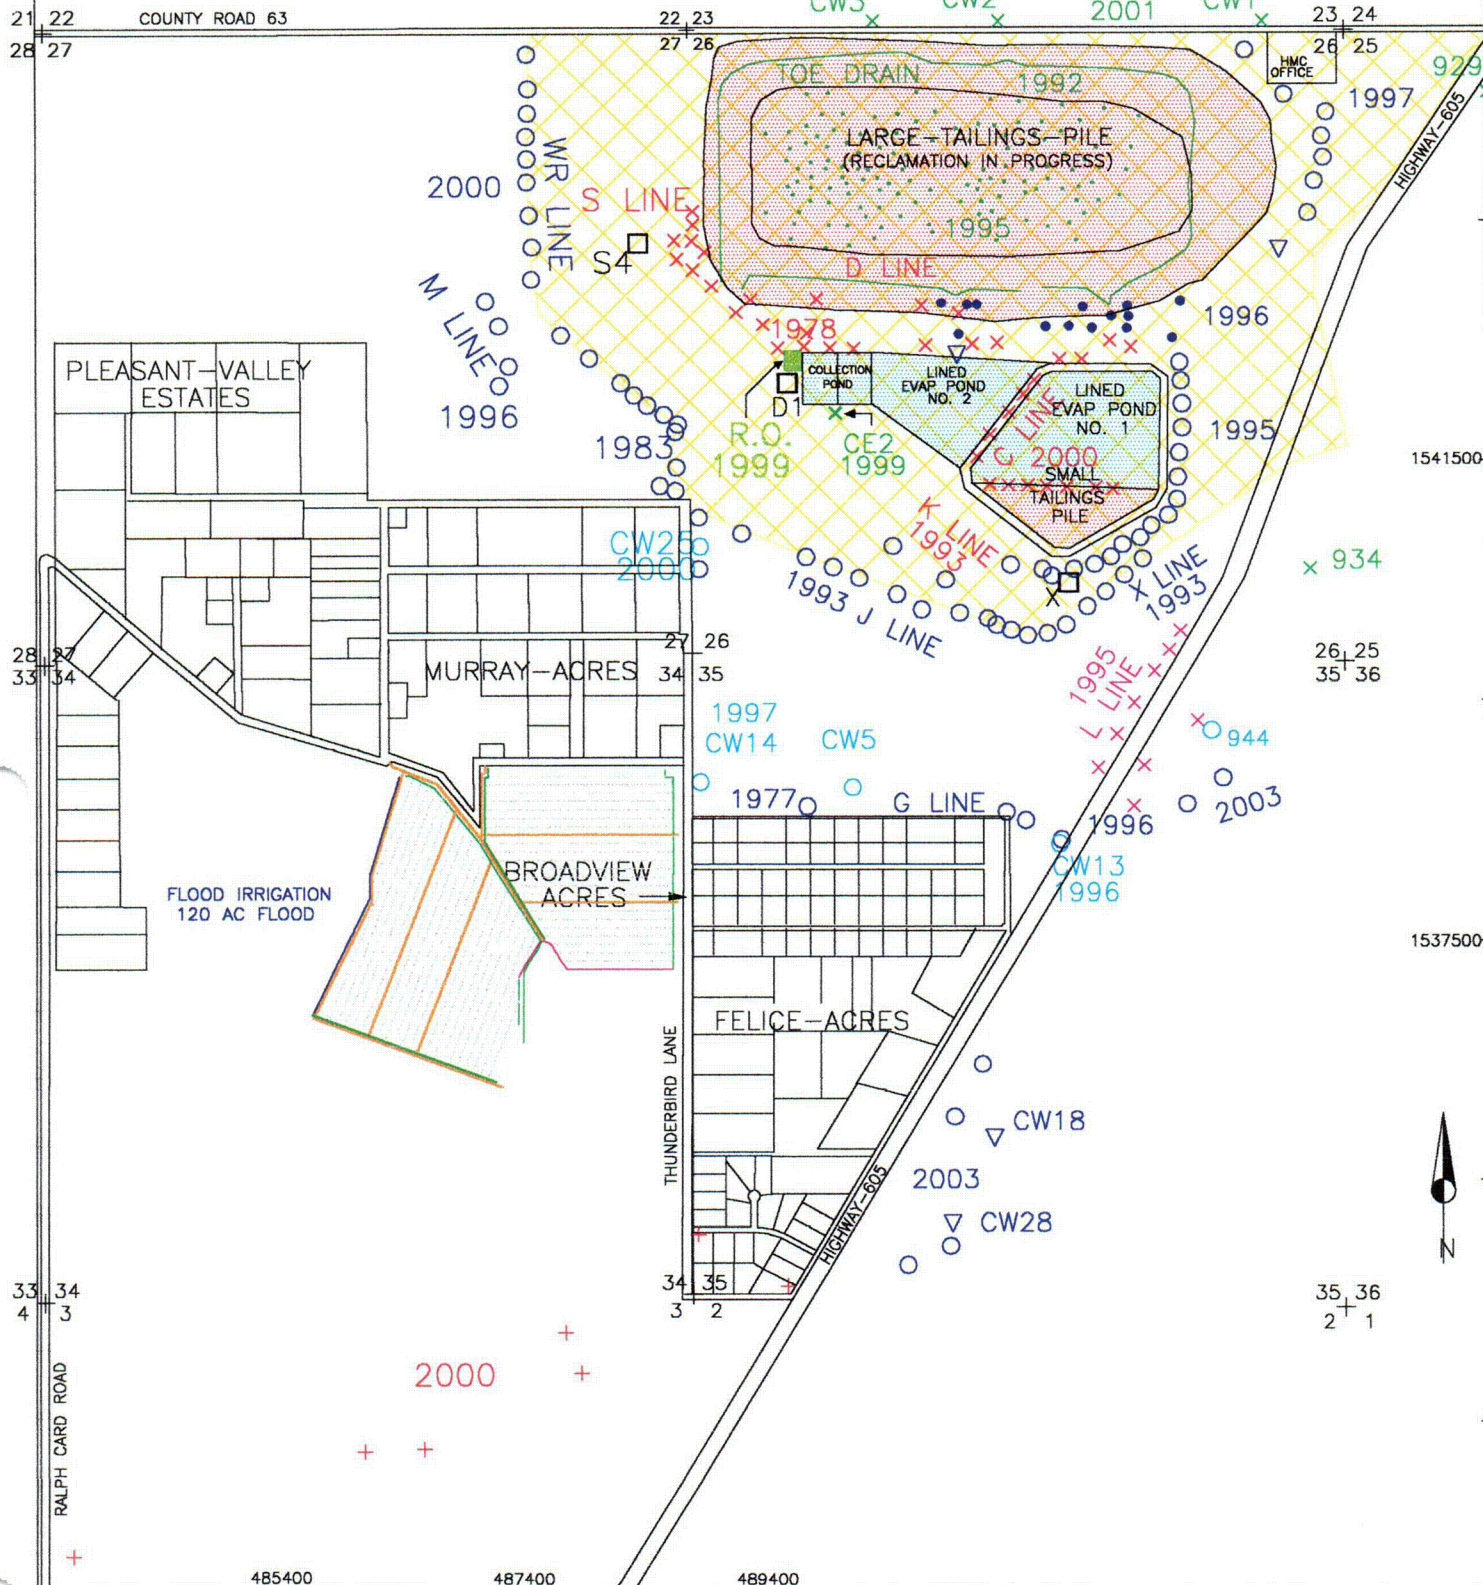 21 22
COUNTY ROAD 63
22 23
CW3
CW2
2001
CW1
23 24
28 27
27 26
26 25
HMC
OFFICE
929
TOE DRAIN
1992
1997
HIGHWAY-605
LARGE-TAILINGS-PILE
(RECLAMATION IN PROGRESS)
WR LINE
2000
S LINE
1995
S4
D LINE
M LINE
1978
1996
PLEASANT-VALLEY
ESTATES
COLLECTION
POND
LINED
EVAP POND
NO. 2
LINED
EVAP POND
NO. 1
D1
1996
1983
R.O.
1999
CE2
1999
C LINE
2000
1995
1541500
SMALL
TAILINGS
PILE
K LINE
1993
CW25
2000
X LINE
1993
934
1993 J LINE
X
28 27
33 34
27 26
34 35
26 25
35 36
MURRAY-ACRES
1995
L LINE
1997
CW14
CW5
944
1977
G LINE
1996
2003
CW13
1996
BROADVIEW
ACRES
FLOOD IRRIGATION
120 AC FLOOD
1537500
FELICE-ACRES
THUNDERBIRD LANE
CW18
2003
HIGHWAY-605
CW28
N
33 34
4 3
34 35
3 2
35 36
2 1
2000
RALPH CARD ROAD
485400
487400
489400